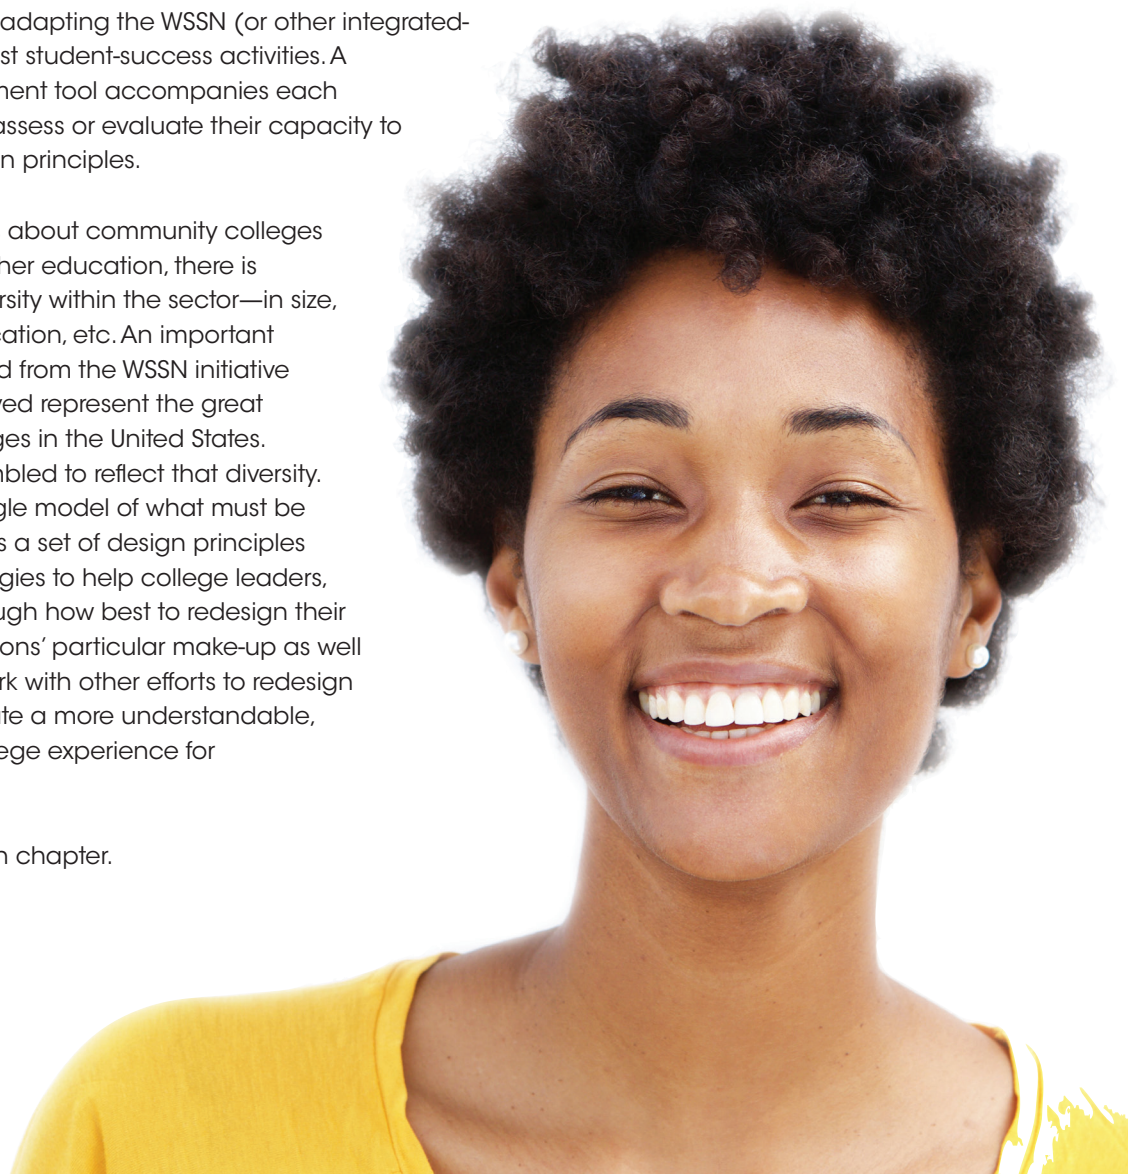 adapting the WSSN (or other integrated-
st student-success activities. A
ment tool accompanies each
assess or evaluate their capacity to
n principles.
about community colleges
her education, there is
rsity within the sector—in size,
cation, etc. An important
d from the WSSN initiative
ved represent the great
ges in the United States.
mbled to reflect that diversity.
gle model of what must be
s a set of design principles
gies to help college leaders,
ugh how best to redesign their
ons’ particular make-up as well
rk with other efforts to redesign
te a more understandable,
ege experience for
n chapter.